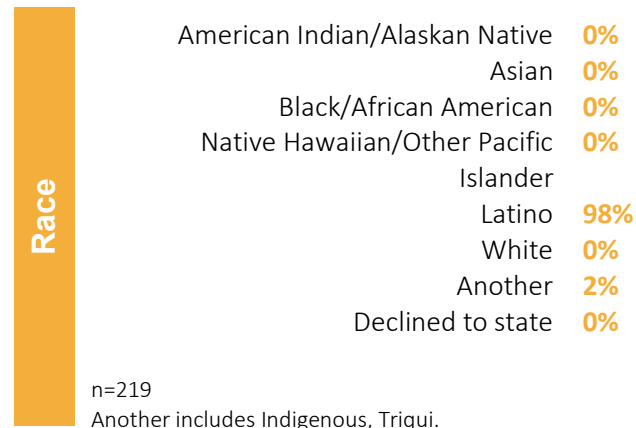 Race
American Indian/Alaskan Native 0%
Asian 0%
Black/African American 0%
Native Hawaiian/Other Pacific 0%
Islander
Latino 98%
White 0%
Another 2%
Declined to state 0%
n=219
Another includes Indigenous, Triqui.